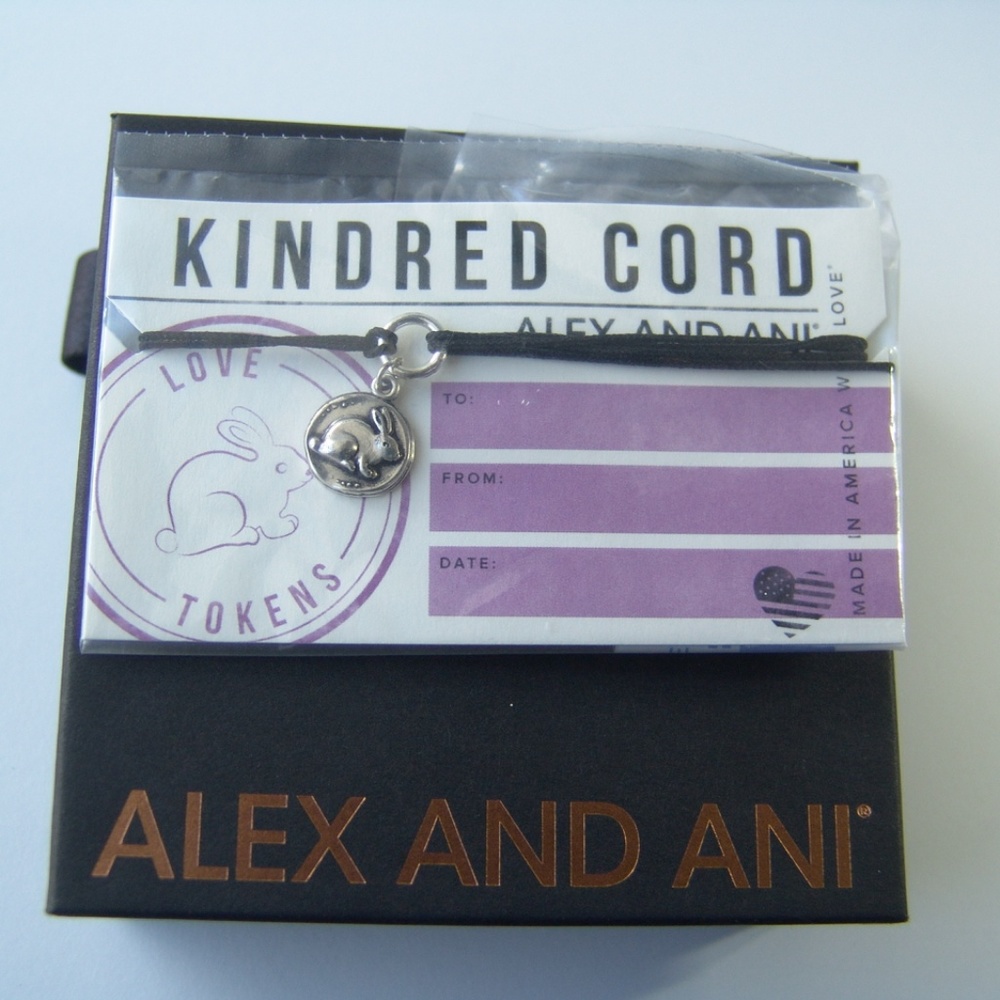 KINDRED CORD
ALEX AND ANI®
LOVE
TOKENS
TO:
FROM:
DATE:
MADE IN AMERICA W
LOVE®
ALEX AND ANI®